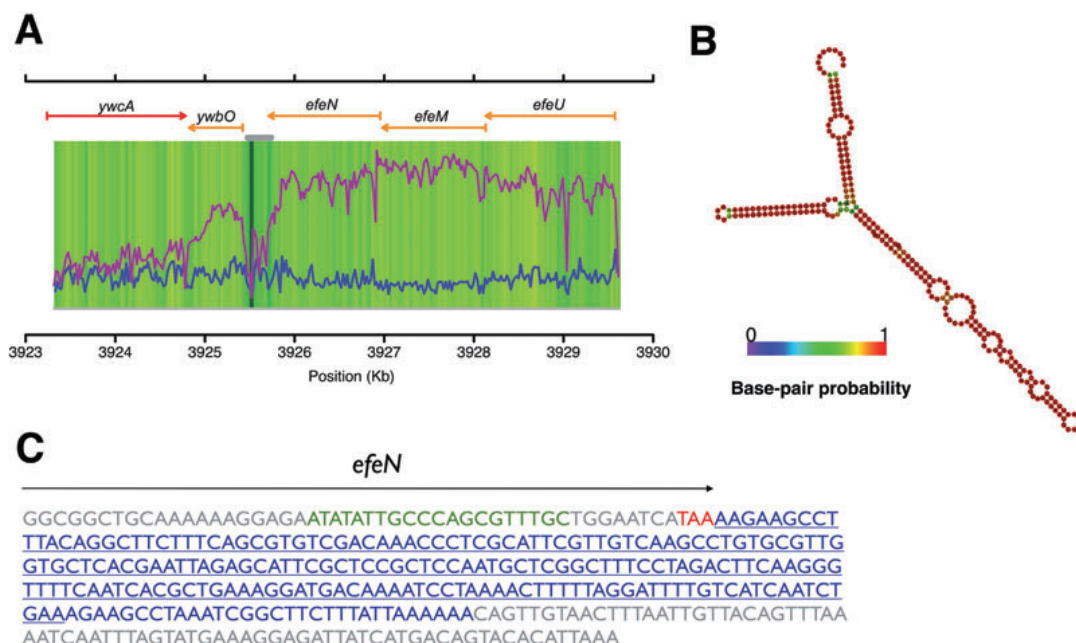 A
B
ywcA ywbO efeN efeM efeU
3923 3924 3925 3926 3927 3928 3929 3930
Position (Kb)
0 1
Base-pair probability
C
efeN
GGCGGCTGCAAAAAAGGAGAATATATTGCCCAGCGTTTGCTGGAATCATAAAAGAAGCCT
TTACAGGCTTCTTTCAGCGTGTCGACAAACCCTCGCATTCGTTGTCAAGCCTGTGCGTTG
GTGCTCACGAATTAGAGCATTCGCTCCGCTCCAATGCTCGGCTTTCCTAGACTTCAAGGG
TTTTCAATCACGCTGAAAGGATGACAAAATCCTAAAACTTTTTAGGATTTTGTCATCAATCT
GAAAGAAGCCTAAATCGGCTTCTTTATTAAAAAACAGTTGTAACTTTAATTGTTACAGTTTAA
AATCAATTTAGTATGAAAGGAGATTATCATGACAGTACACATTAAA